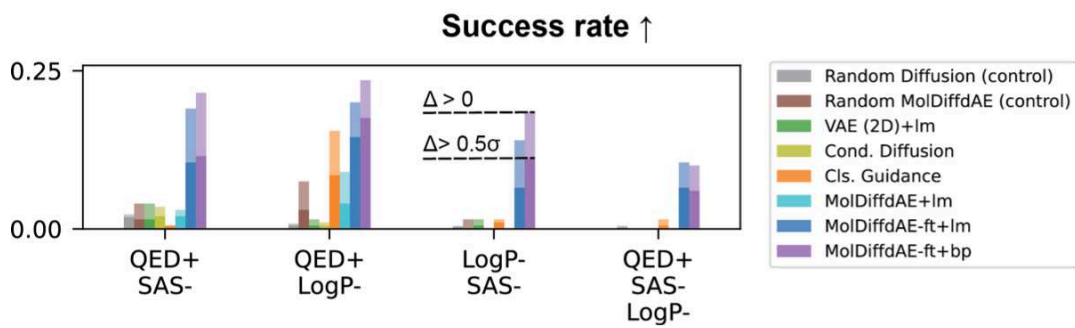 Success rate ↑
0.25
0.00
Δ > 0
Δ> 0.5σ
QED+
SAS-
QED+
LogP-
LogP-
SAS-
QED+
SAS-
LogP-
Random Diffusion (control)
Random MolDiffdAE (control)
VAE (2D)+lm
Cond. Diffusion
Cls. Guidance
MolDiffdAE+lm
MolDiffdAE-ft+lm
MolDiffdAE-ft+bp